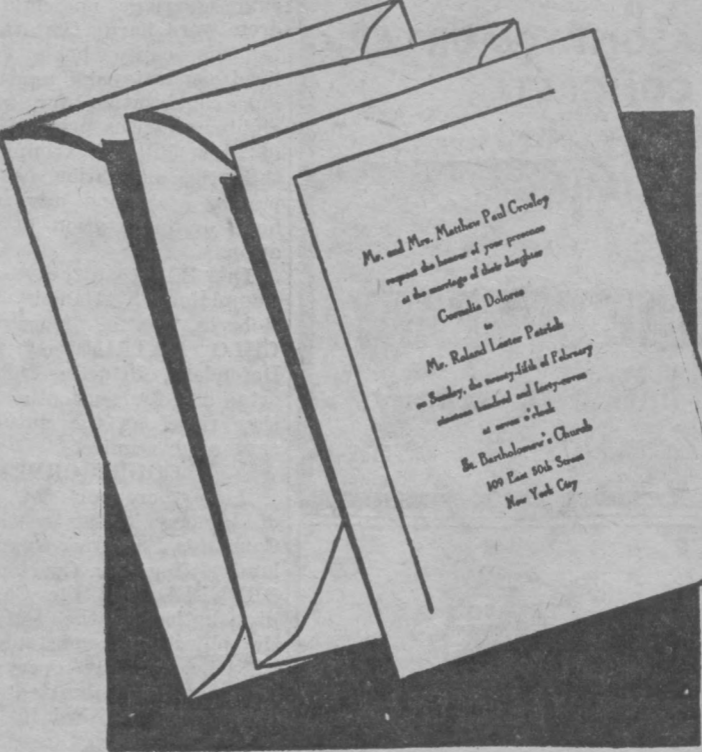 Mr. and Mrs. Matthew Paul Crosley
request the honour of your presence
at the marriage of their daughter
Cornelia Dolores
to
Mr. Roland Lester Patrick
on Sunday, the twenty-fifth of February
nineteen hundred and forty-seven
at seven o'clock
St. Bartholomew's Church
109 East 50th Street
New York City